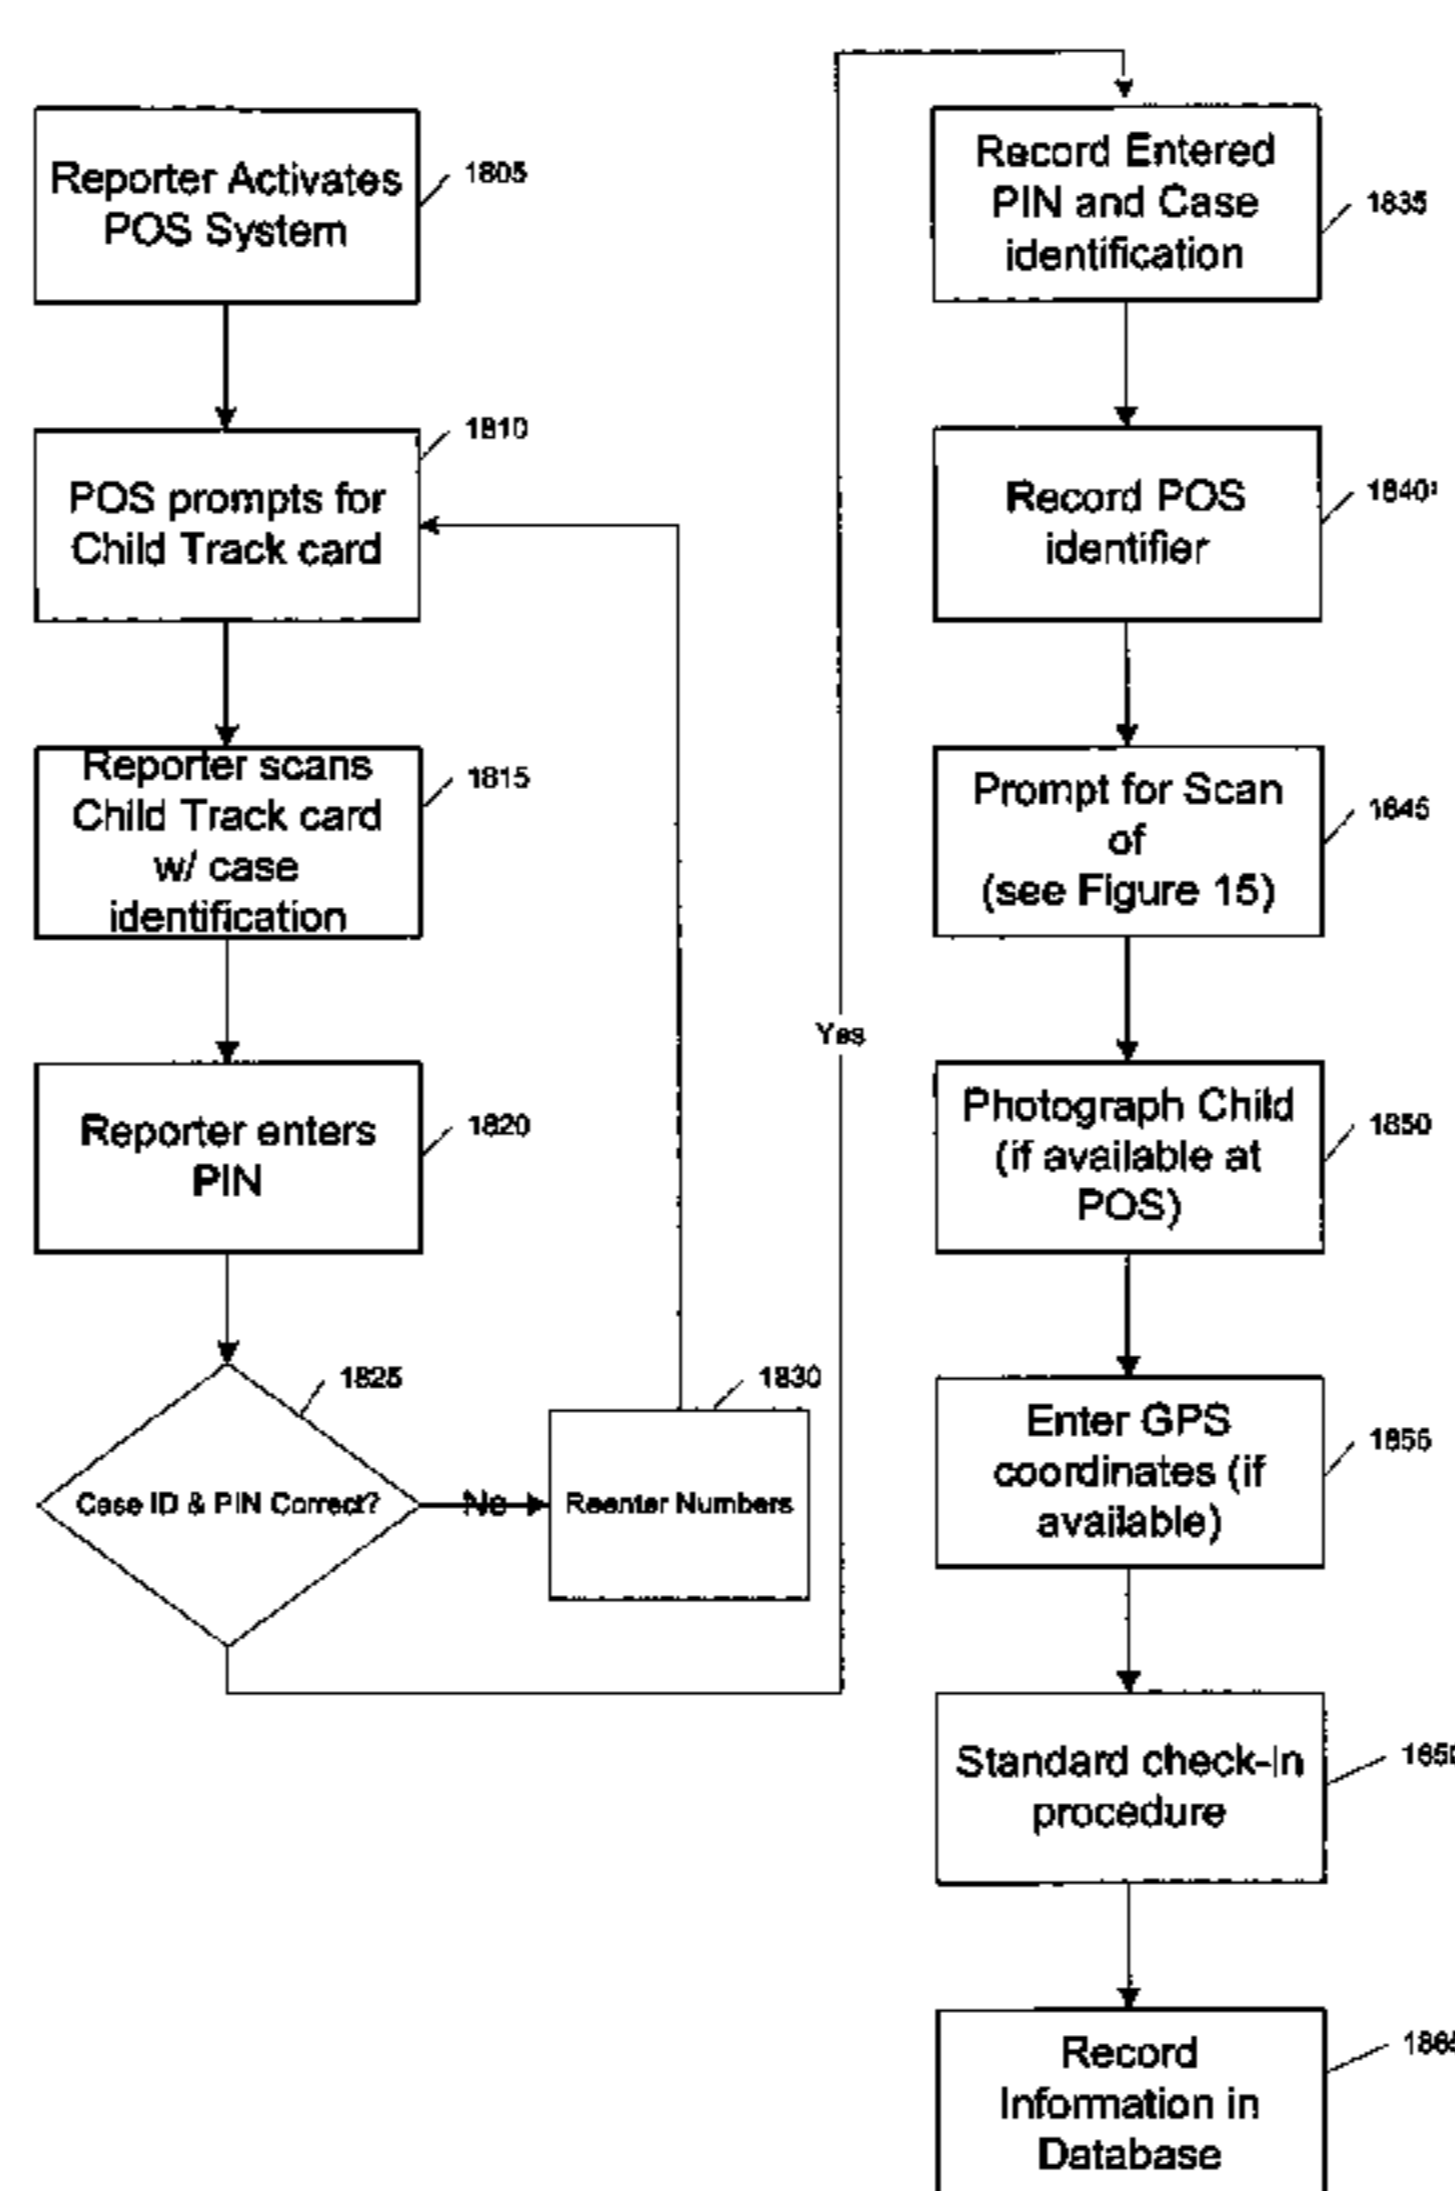 Reporter Activates
POS System
1805
POS prompts for
Child Track card
1810
Reporter scans
Child Track card
w/ case
identification
1815
Reporter enters
PIN
1820
Case ID & PIN Correct?
1825
No
Reenter Numbers
1830
Yes
Record Entered
PIN and Case
identification
1835
Record POS
identifier
1840
Prompt for Scan
of
(see Figure 15)
1845
Photograph Child
(if available at
POS)
1850
Enter GPS
coordinates (if
available)
1855
Standard check-in
procedure
Record
Information in
Database